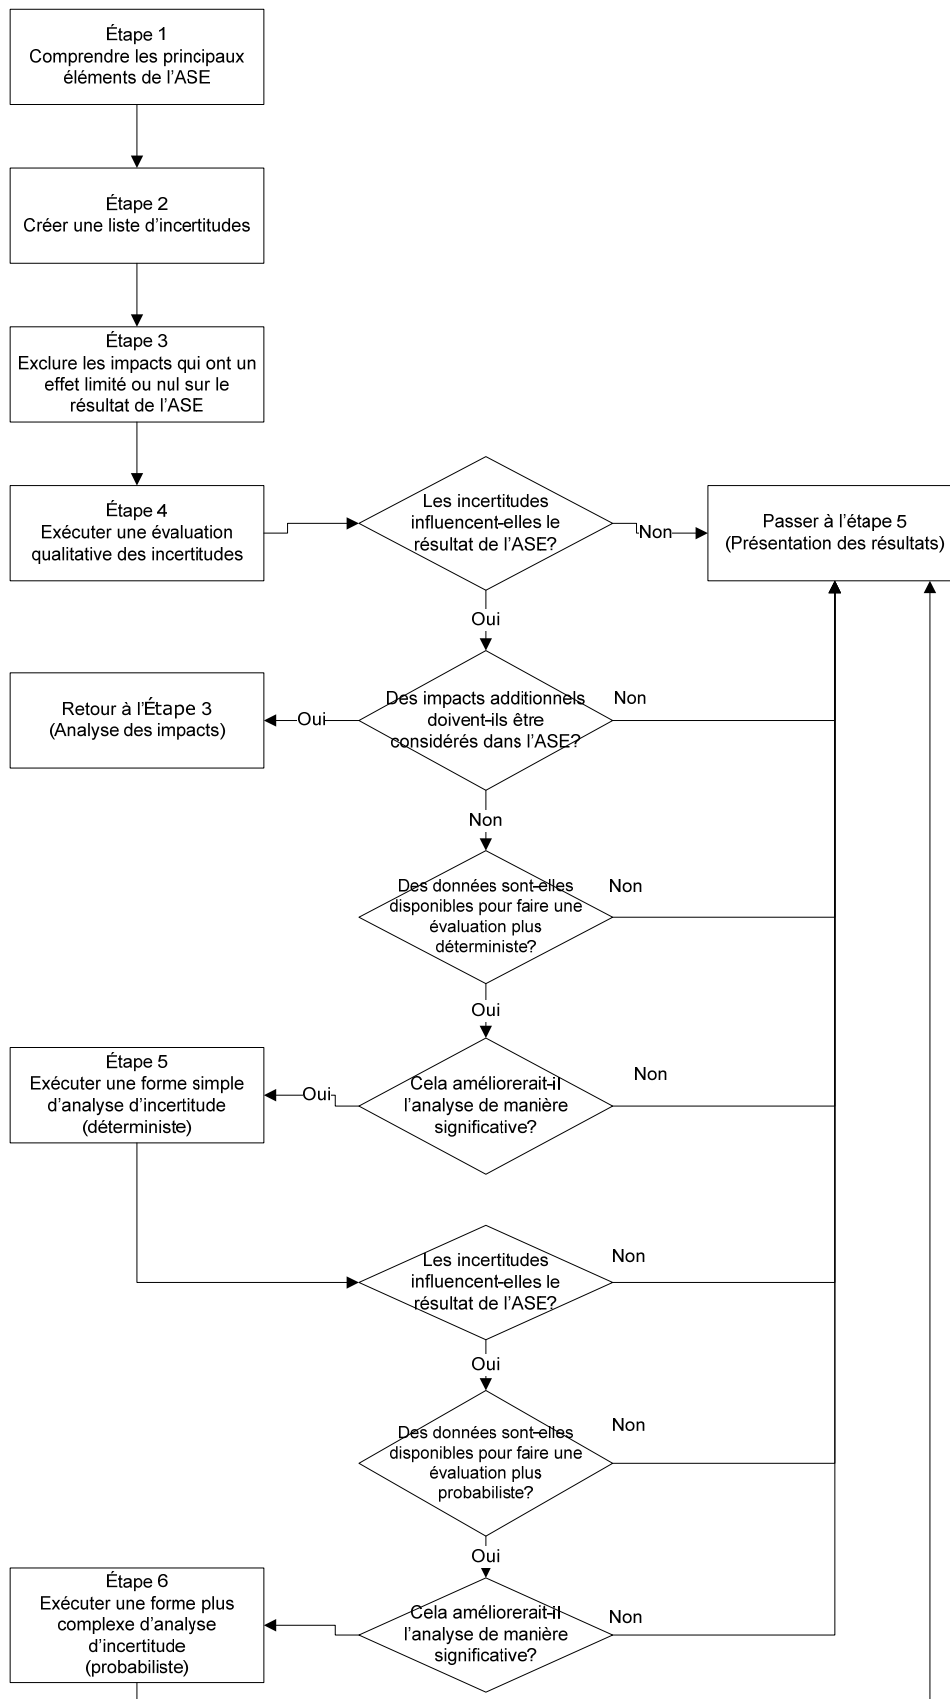 Étape 1
Comprendre les principaux
éléments de l'ASE
Étape 2
Créer une liste d'incertitudes
Étape 3
Exclure les impacts qui ont un
effet limité ou nul sur le
résultat de l'ASE
Étape 4
Exécuter une évaluation
qualitative des incertitudes
Les incertitudes
influencent-elles le
résultat de l'ASE?
Non
Passer à l'étape 5
(Présentation des résultats)
Oui
Retour à l'Étape 3
(Analyse des impacts)
Oui
Des impacts additionnels
doivent-ils être
considérés dans l'ASE?
Non
Non
Des données sont-elles
disponibles pour faire une
évaluation plus
déterministe?
Non
Oui
Étape 5
Exécuter une forme simple
d'analyse d'incertitude
(déterministe)
Oui
Cela améliorerait-il
l'analyse de manière
significative?
Non
Les incertitudes
influencent-elles le
résultat de l'ASE?
Non
Oui
Des données sont-elles
disponibles pour faire une
évaluation plus
probabiliste?
Non
Oui
Étape 6
Exécuter une forme plus
complexe d'analyse
d'incertitude
(probabiliste)
Cela améliorerait-il
l'analyse de manière
significative?
Non